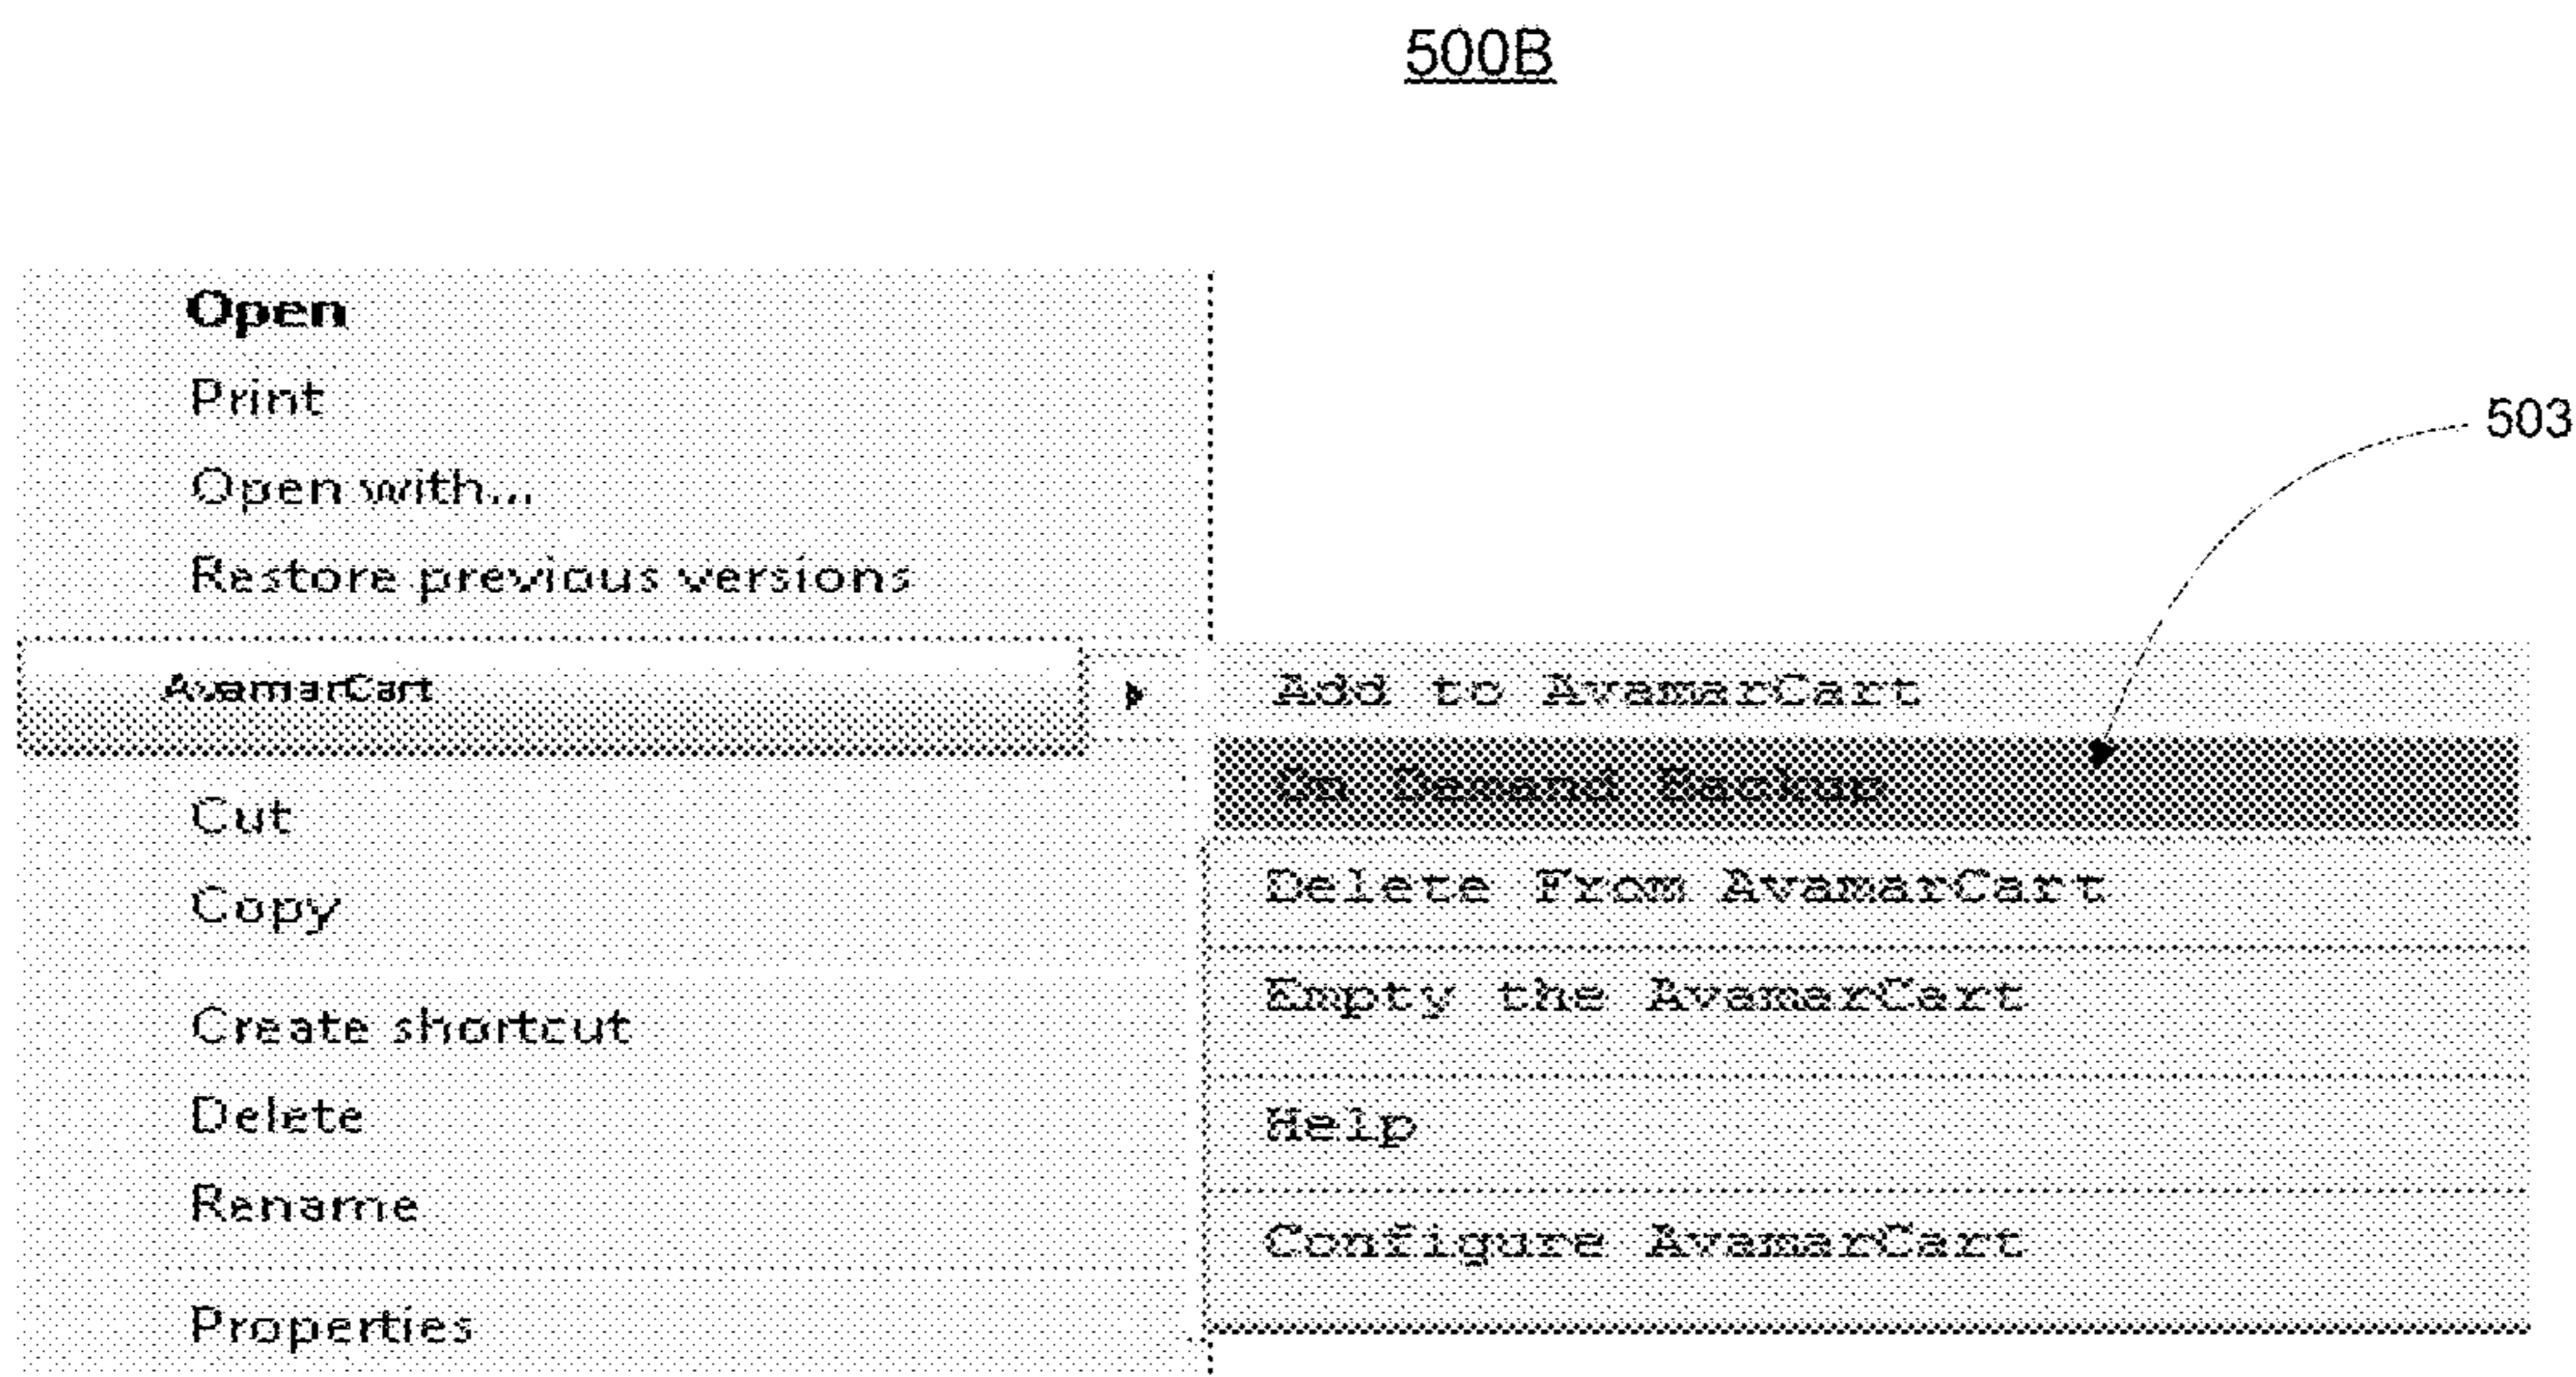 500B
Open
Print
Open with...
Restore previous versions
AvamarCart
Cut
Copy
Create shortcut
Delete
Rename
Properties
503
Add to AvamarCart
On Demand Backup
Delete From AvamarCart
Empty the AvamarCart
Help
Configure AvamarCart